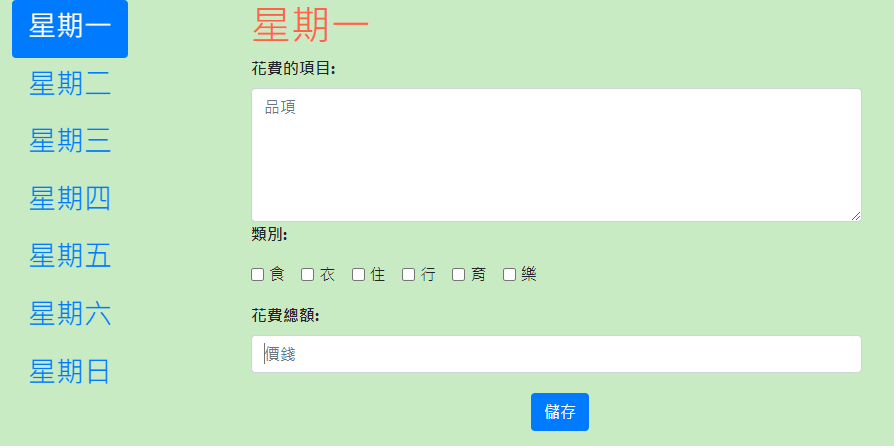 星期一
星期二
星期三
星期四
星期五
星期六
星期日
星期一
花費的項目:
品項
類別:
食 衣 住 行 育 樂
花費總額:
價錢
儲存